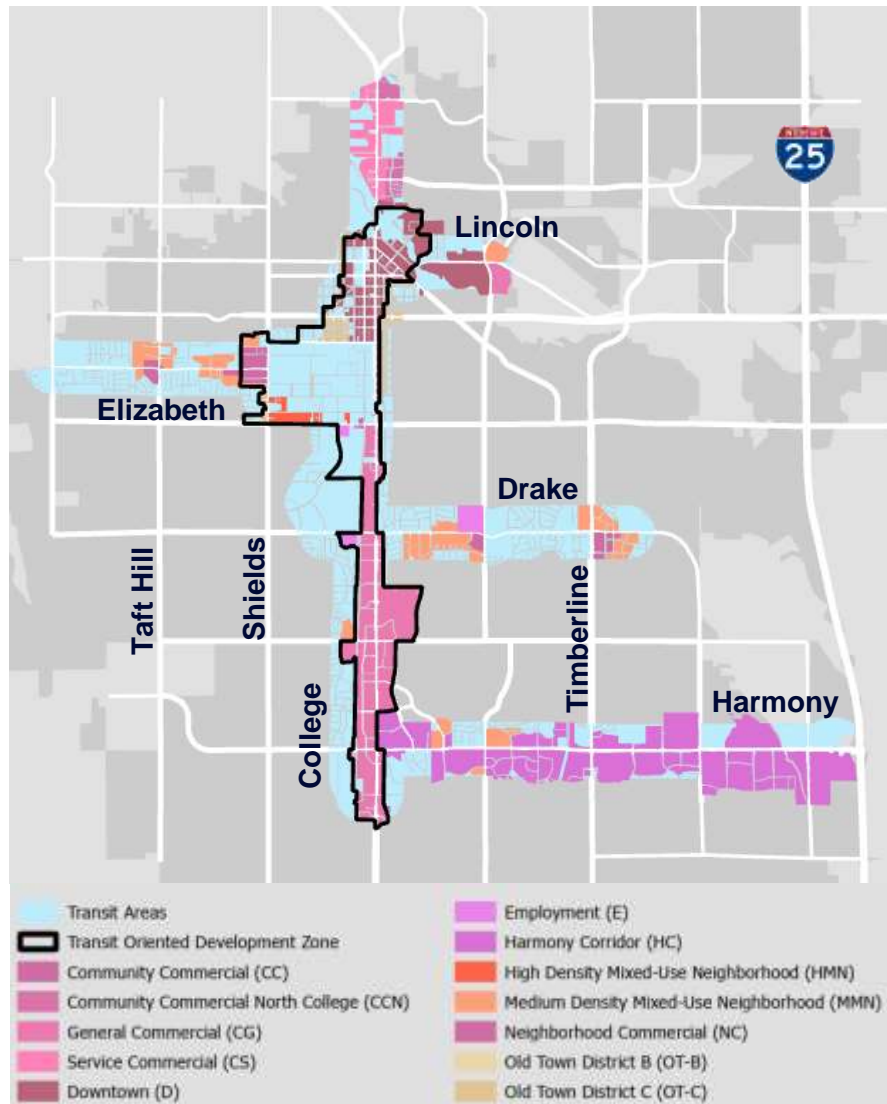 INTERSTATE
25
Lincoln
Elizabeth
Drake
Taft Hill
Shields
College
Timberline
Harmony
Transit Areas
Transit Oriented Development Zone
Community Commercial (CC)
Community Commercial North College (CCN)
General Commercial (CG)
Service Commercial (CS)
Downtown (D)
Employment (E)
Harmony Corridor (HC)
High Density Mixed-Use Neighborhood (HMN)
Medium Density Mixed-Use Neighborhood (MMN)
Neighborhood Commercial (NC)
Old Town District B (OT-B)
Old Town District C (OT-C)